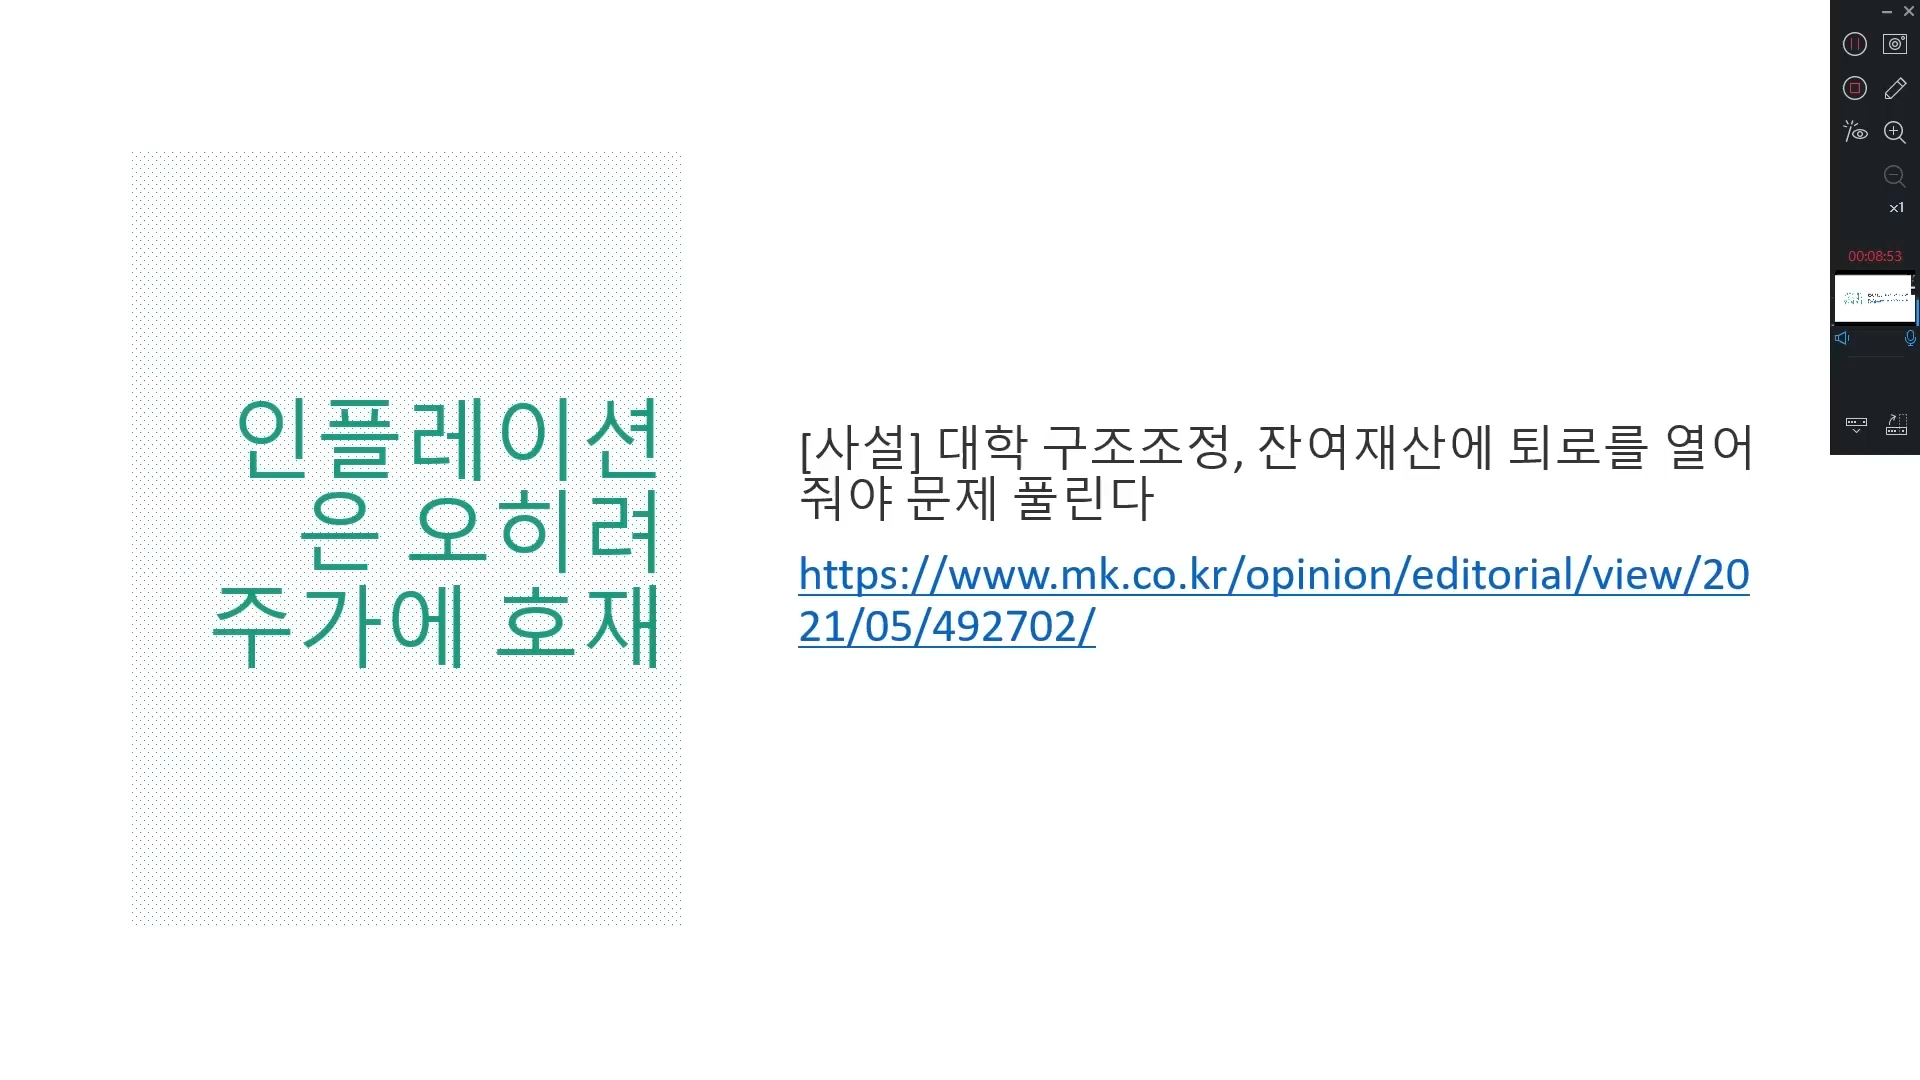 인플레이션
은 오히려
주가에 호재
[사설] 대학 구조조정, 잔여재산에 퇴로를 열어
줘야 문제 풀린다
https://www.mk.co.kr/opinion/editorial/view/20
21/05/492702/
x1
00:08:53